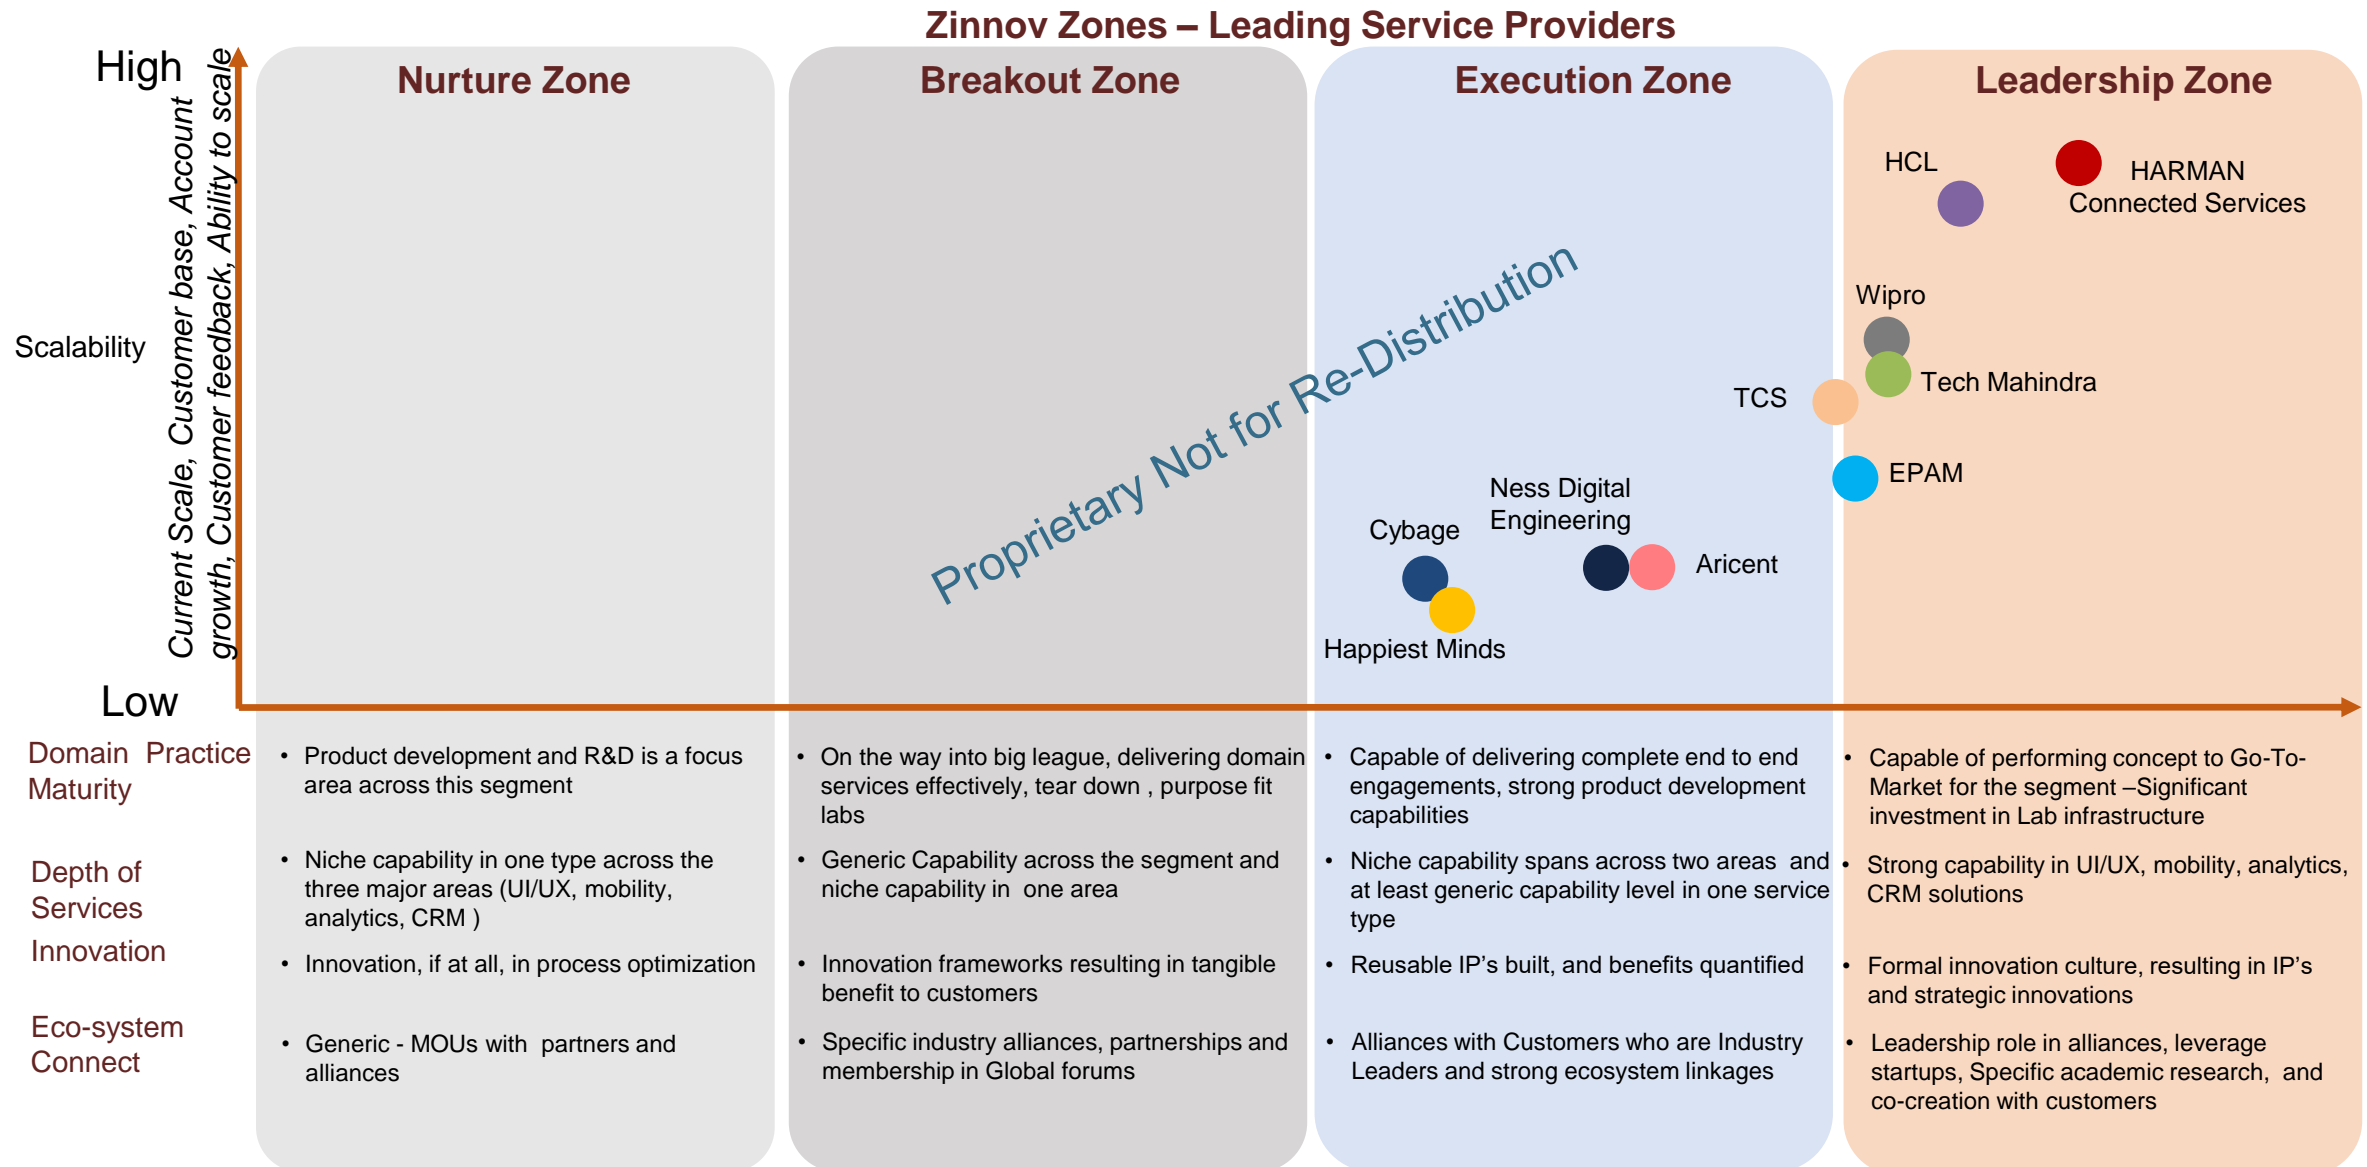 Zinnov Zones – Leading Service Providers
High
Nurture Zone
Breakout Zone
Execution Zone
Leadership Zone
Current Scale, Customer base, Account
growth, Customer feedback, Ability to scale
Scalability
Low
HCL
HARMAN
Connected Services
Wipro
Tech Mahindra
TCS
EPAM
Ness Digital
Engineering
Cybage
Aricent
Happiest Minds
Proprietary Not for Re-Distribution
Domain Practice
Maturity
• Product development and R&D is a focus
area across this segment
• On the way into big league, delivering domain
services effectively, tear down , purpose fit
labs
• Capable of delivering complete end to end
engagements, strong product development
capabilities
• Capable of performing concept to Go-To-
Market for the segment –Significant
investment in Lab infrastructure
Depth of
Services
• Niche capability in one type across the
three major areas (UI/UX, mobility,
analytics, CRM )
• Generic Capability across the segment and
niche capability in one area
• Niche capability spans across two areas and
at least generic capability level in one service
type
• Strong capability in UI/UX, mobility, analytics,
CRM solutions
Innovation
• Innovation, if at all, in process optimization
• Innovation frameworks resulting in tangible
benefit to customers
• Reusable IP’s built, and benefits quantified
• Formal innovation culture, resulting in IP’s
and strategic innovations
Eco-system
Connect
• Generic - MOUs with partners and
alliances
• Specific industry alliances, partnerships and
membership in Global forums
• Alliances with Customers who are Industry
Leaders and strong ecosystem linkages
• Leadership role in alliances, leverage
startups, Specific academic research, and
co-creation with customers